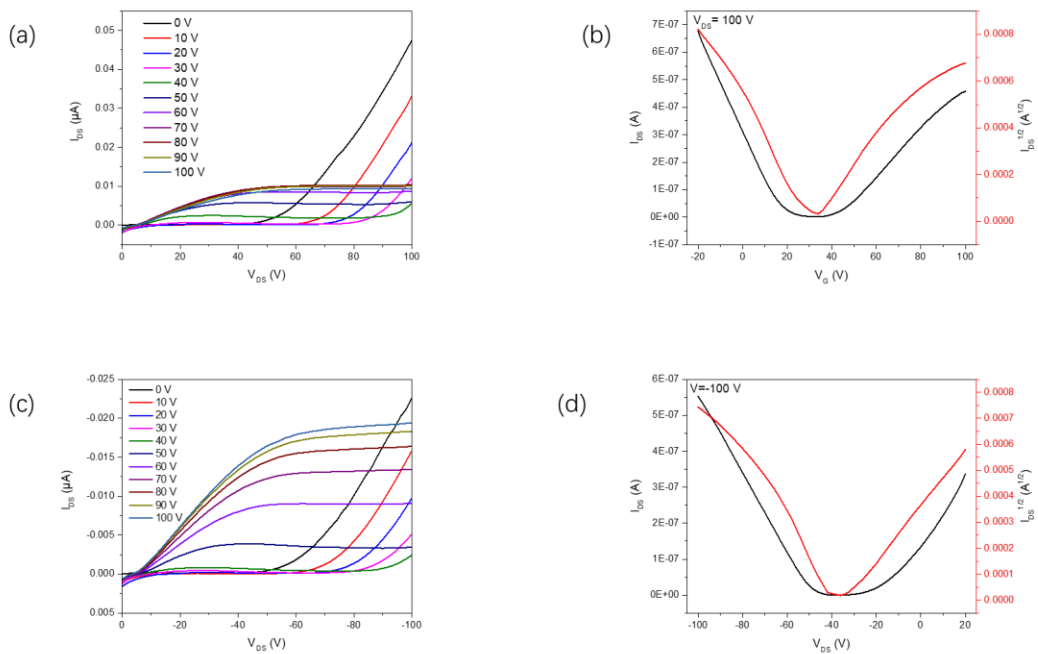 (a)
0.05
0.04
0.03
0.02
0.01
0.00
I_DS (µA)
0 V
10 V
20 V
30 V
40 V
50 V
60 V
70 V
80 V
90 V
100 V
0 20 40 60 80 100
V_DS (V)
(b)
V_DS= 100 V
7E-07
6E-07
5E-07
4E-07
3E-07
2E-07
1E-07
0E+00
-1E-07
I_DS (A)
0.0008
0.0006
0.0004
0.0002
0.0000
I_DS^1/2 (A^1/2)
-20 0 20 40 60 80 100
V_G (V)
(c)
-0.025
-0.020
-0.015
-0.010
-0.005
0.000
0.005
I_DS (µA)
0 V
10 V
20 V
30 V
40 V
50 V
60 V
70 V
80 V
90 V
100 V
0 -20 -40 -60 -80 -100
V_DS (V)
(d)
V=-100 V
6E-07
5E-07
4E-07
3E-07
2E-07
1E-07
0E+00
I_DS (A)
0.0008
0.0007
0.0006
0.0005
0.0004
0.0003
0.0002
0.0001
0.0000
I_DS^1/2 (A^1/2)
-100 -80 -60 -40 -20 0 20
V_DS (V)